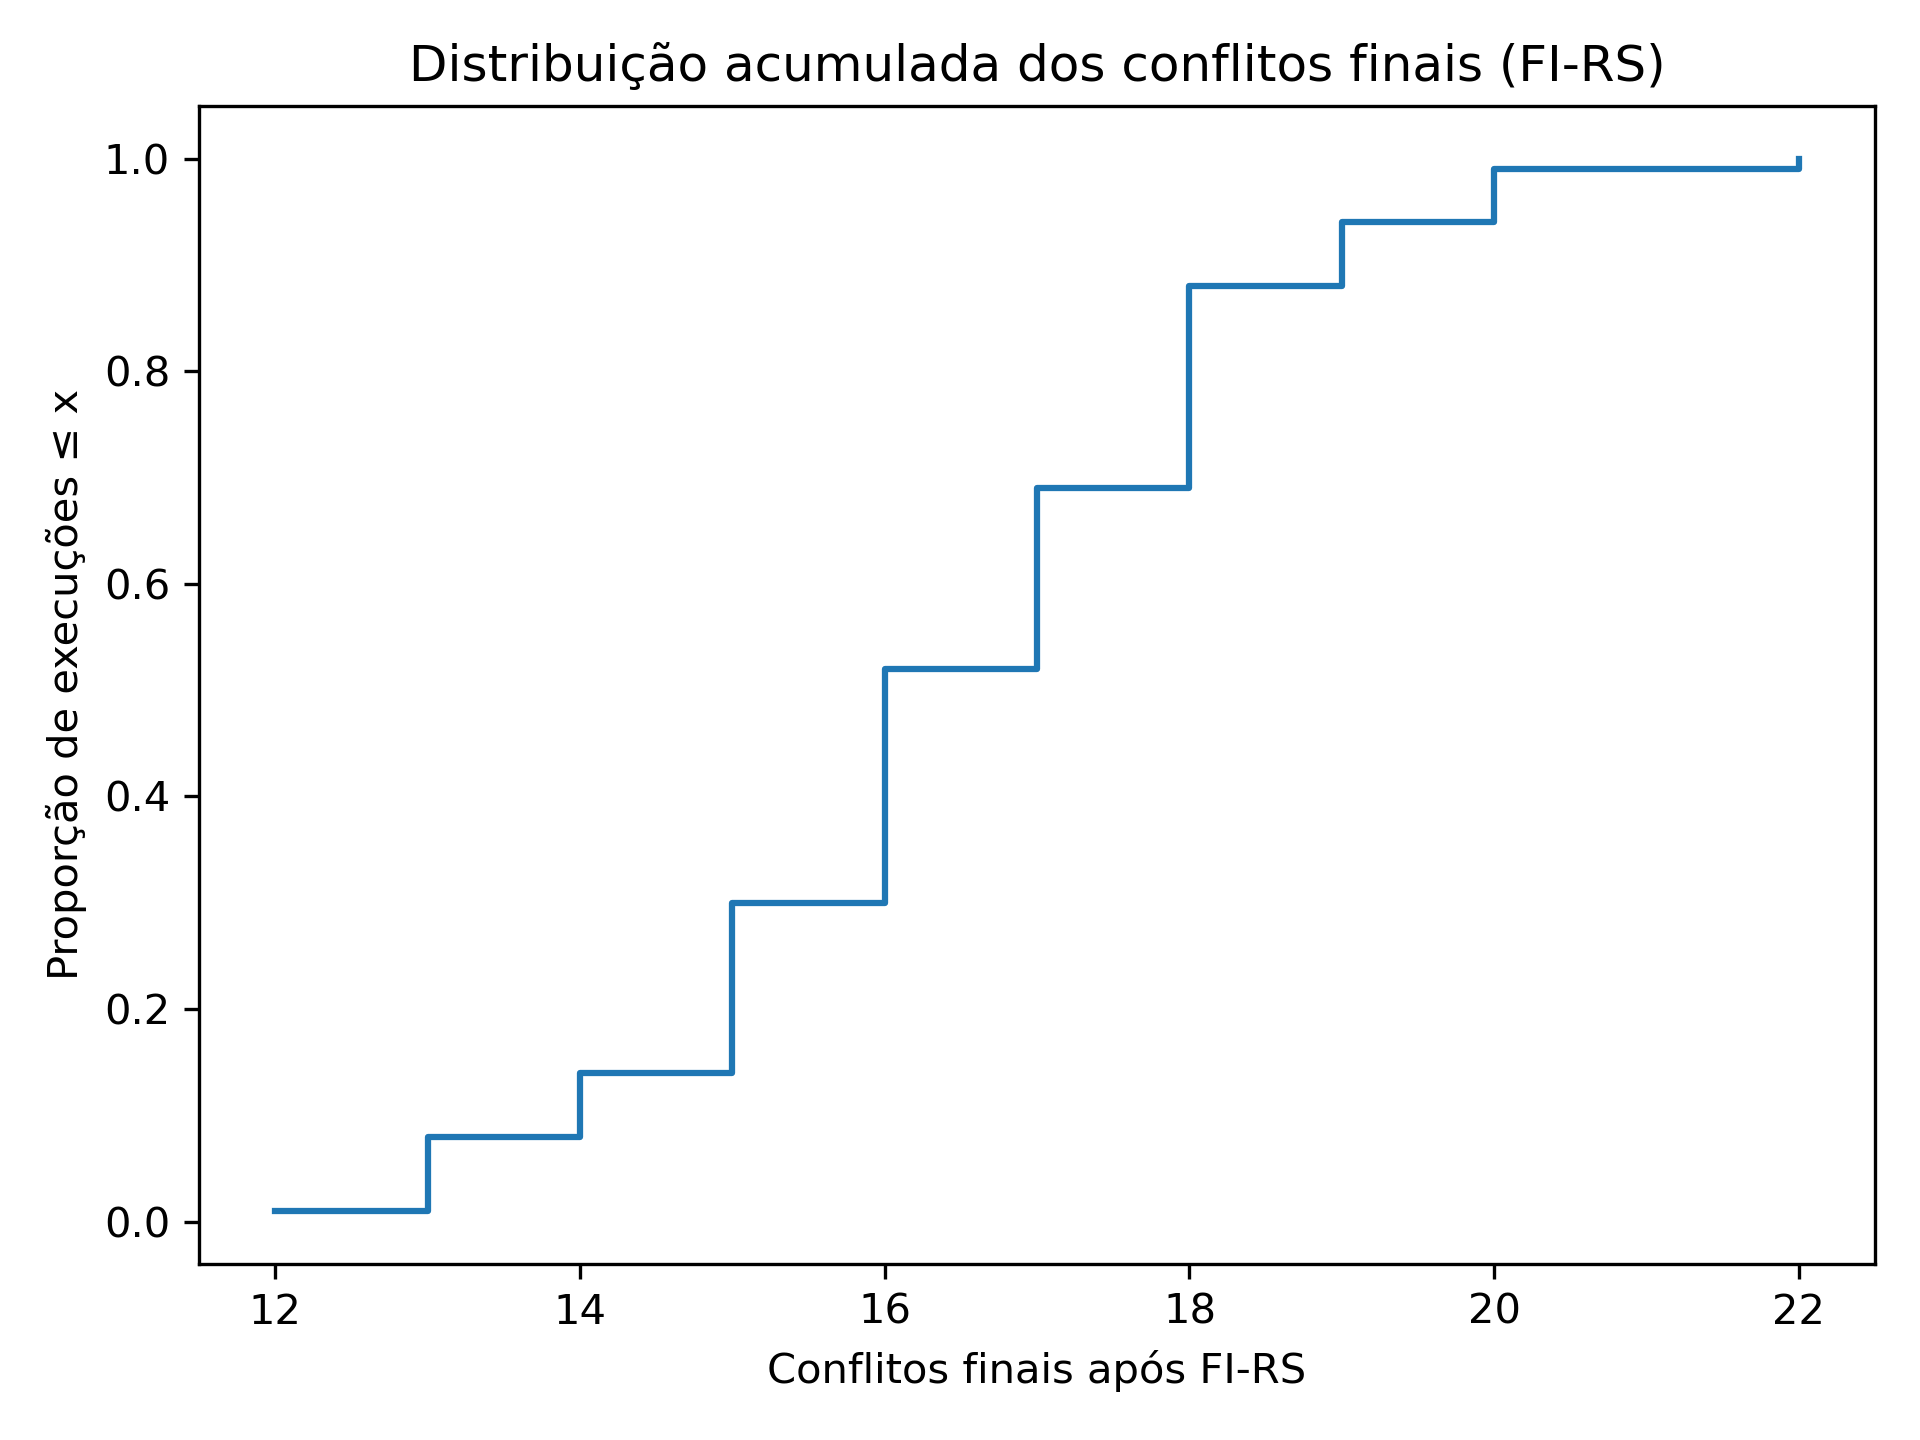 Distribuição acumulada dos conflitos finais (FI-RS)
Proporção de execuções ≤ x
1.0
0.8
0.6
0.4
0.2
0.0
12 14 16 18 20 22
Conflitos finais após FI-RS